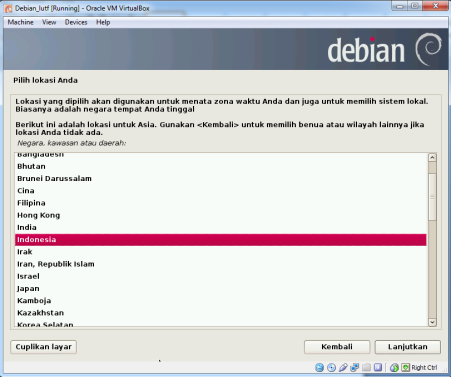 Debian_lutf [Running] - Oracle VM VirtualBox
Machine View Devices Help
debian
Pilih lokasi Anda
Lokasi yang dipilih akan digunakan untuk menata zona waktu Anda dan juga untuk memilih sistem lokal.
Biasanya adalah negara tempat Anda tinggal
Berikut ini adalah lokasi untuk Asia. Gunakan <Kembali> untuk memilih benua atau wilayah lainnya jika
lokasi Anda tidak ada.
Negara, kawasan atau daerah:
Bangladesh
Bhutan
Brunei Darussalam
Cina
Filipina
Hong Kong
India
Indonesia
Irak
Iran, Republik Islam
Israel
Japan
Kamboja
Kazakhstan
Korea Selatan
Cuplikan layar
Kembali
Lanjutkan
Right Ctrl